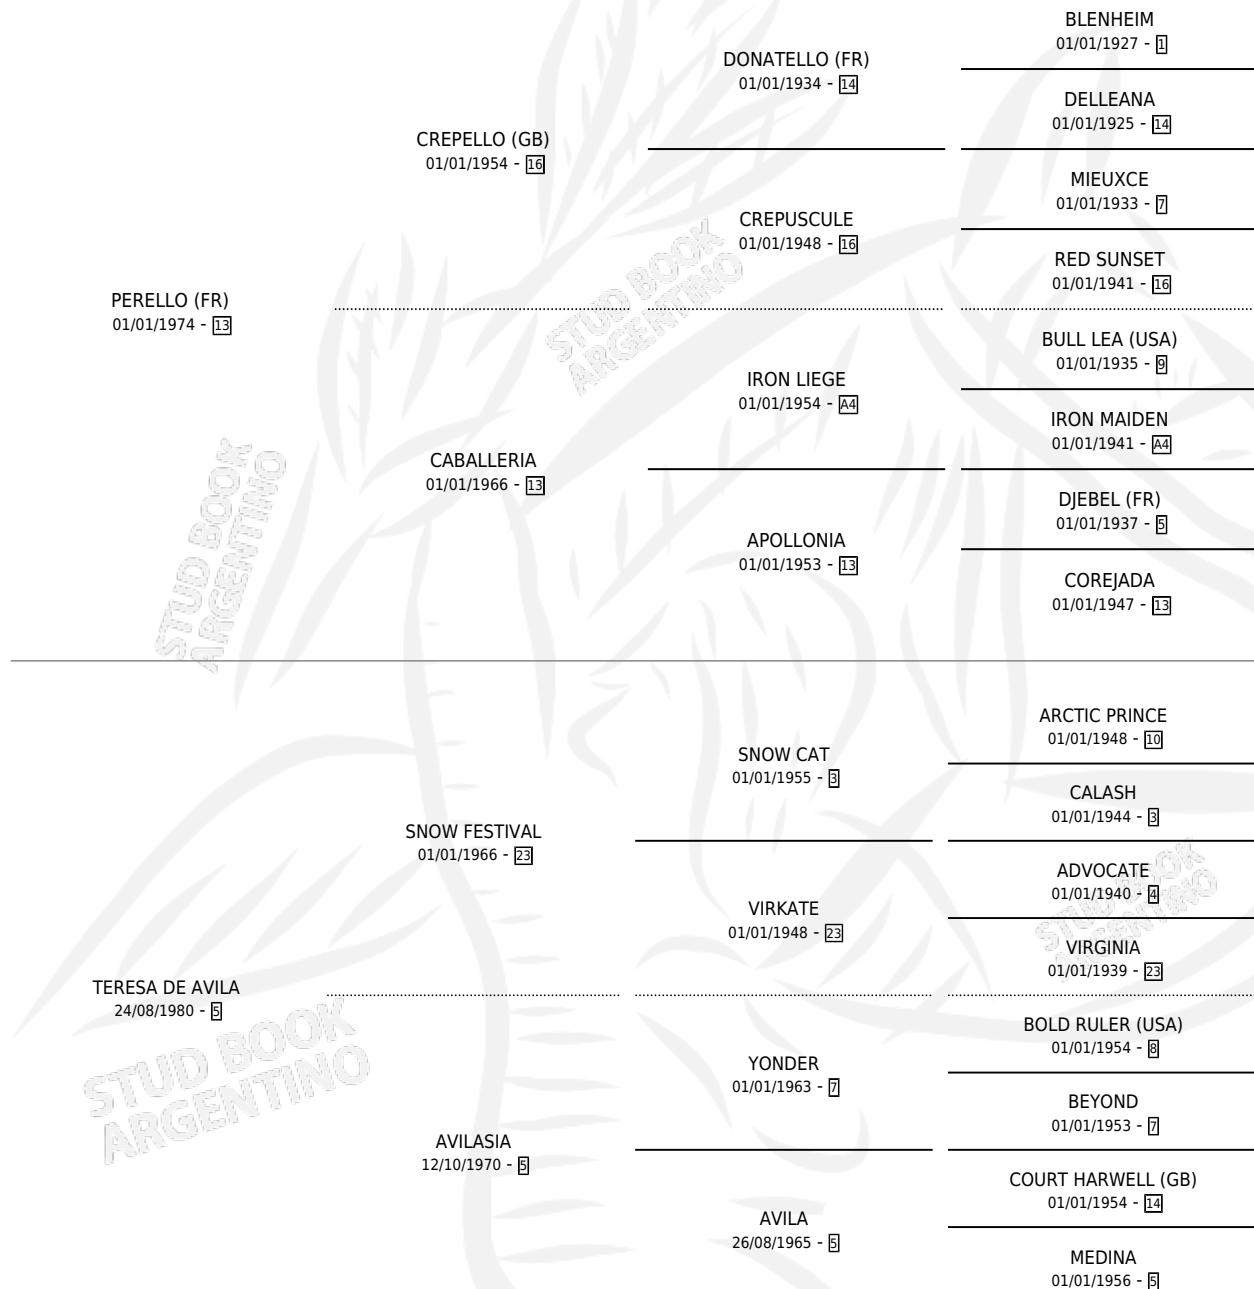 PERELLO (FR)
01/01/1974 - 13
CREPELLO (GB)
01/01/1954 - 16
CABALLERIA
01/01/1966 - 13
DONATELLO (FR)
01/01/1934 - 14
CREPUSCULE
01/01/1948 - 16
IRON LIEGE
01/01/1954 - A4
APOLLONIA
01/01/1953 - 13
BLENHEIM
01/01/1927 - 1
DELLEANA
01/01/1925 - 14
MIEUXCE
01/01/1933 - 7
RED SUNSET
01/01/1941 - 16
BULL LEA (USA)
01/01/1935 - 9
IRON MAIDEN
01/01/1941 - A4
DJEBEL (FR)
01/01/1937 - 5
COREJADA
01/01/1947 - 13
STUD BOOK
ARGENTINO
STUD BOOK
ARGENTINO
TERESA DE AVILA
24/08/1980 - 5
SNOW FESTIVAL
01/01/1966 - 23
AVILASIA
12/10/1970 - 5
SNOW CAT
01/01/1955 - 3
VIRKATE
01/01/1948 - 23
YONDER
01/01/1963 - 7
AVILA
26/08/1965 - 5
ARCTIC PRINCE
01/01/1948 - 10
CALASH
01/01/1944 - 3
ADVOCATE
01/01/1940 - 4
VIRGINIA
01/01/1939 - 23
BOLD RULER (USA)
01/01/1954 - 8
BEYOND
01/01/1953 - 7
COURT HARWELL (GB)
01/01/1954 - 14
MEDINA
01/01/1956 - 5
STUD BOOK
ARGENTINO
STUD BOOK
ARGENTINO